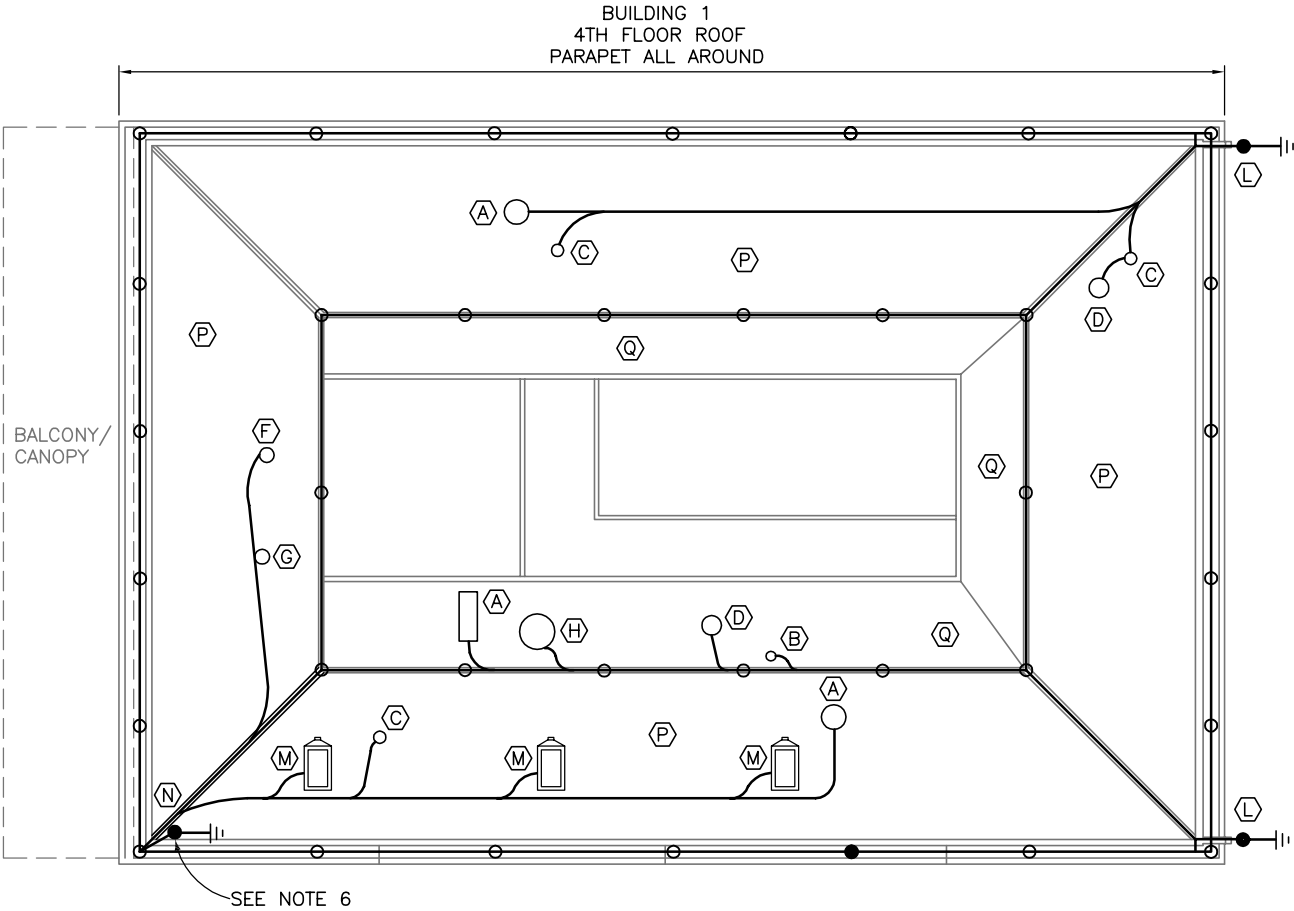 BUILDING 1
4TH FLOOR ROOF
PARAPET ALL AROUND
L
A
C
P
C
D
P
Q
BALCONY/
CANOPY
F
Q
P
G
A
H
D
B
Q
A
C
P
M
M
M
N
L
SEE NOTE 6